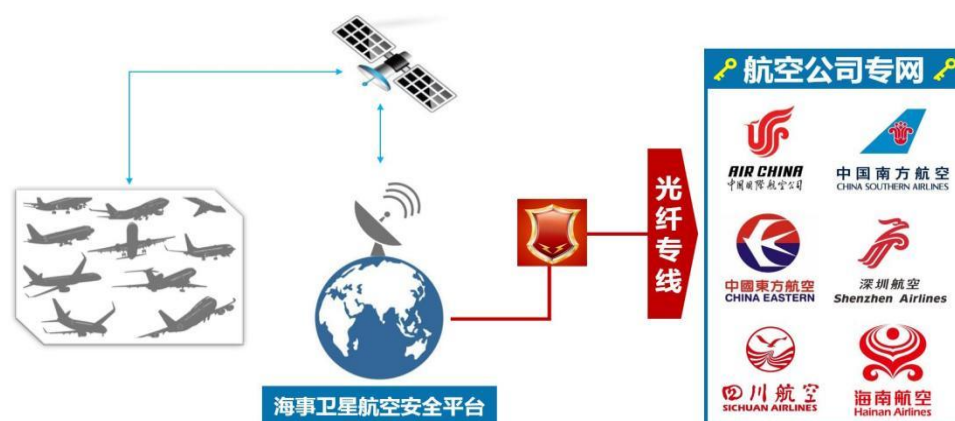 航空公司专网
AIR CHINA
中国国际航空公司
中国南方航空
CHINA SOUTHERN AIRLINES
光纤专线
中國東方航空
CHINA EASTERN
深圳航空
Shenzhen Airlines
四川航空
SICHUAN AIRLINES
海南航空
Hainan Airlines
海事卫星航空安全平台